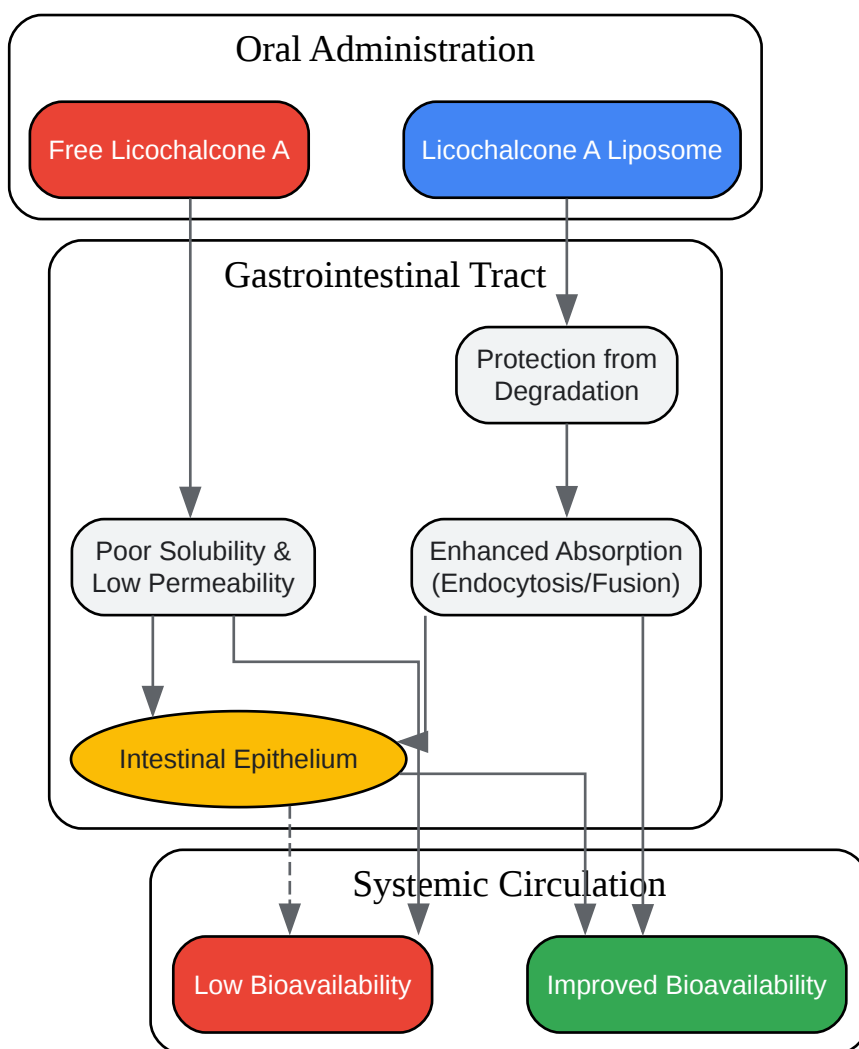 Oral Administration
Free Licochalcone A
Licochalcone A Liposome
Gastrointestinal Tract
Protection from
Degradation
Poor Solubility &
Low Permeability
Enhanced Absorption
(Endocytosis/Fusion)
Intestinal Epithelium
Systemic Circulation
Low Bioavailability
Improved Bioavailability